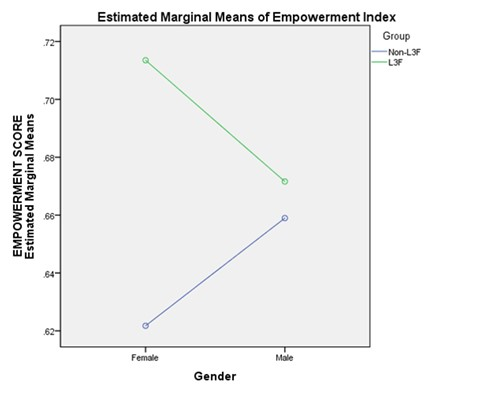 Estimated Marginal Means of Empowerment Index
Group
Non-L3F
L3F
EMPOWERMENT SCORE
Estimated Marginal Means
.72
.70
.68
.66
.64
.62
Female
Male
Gender